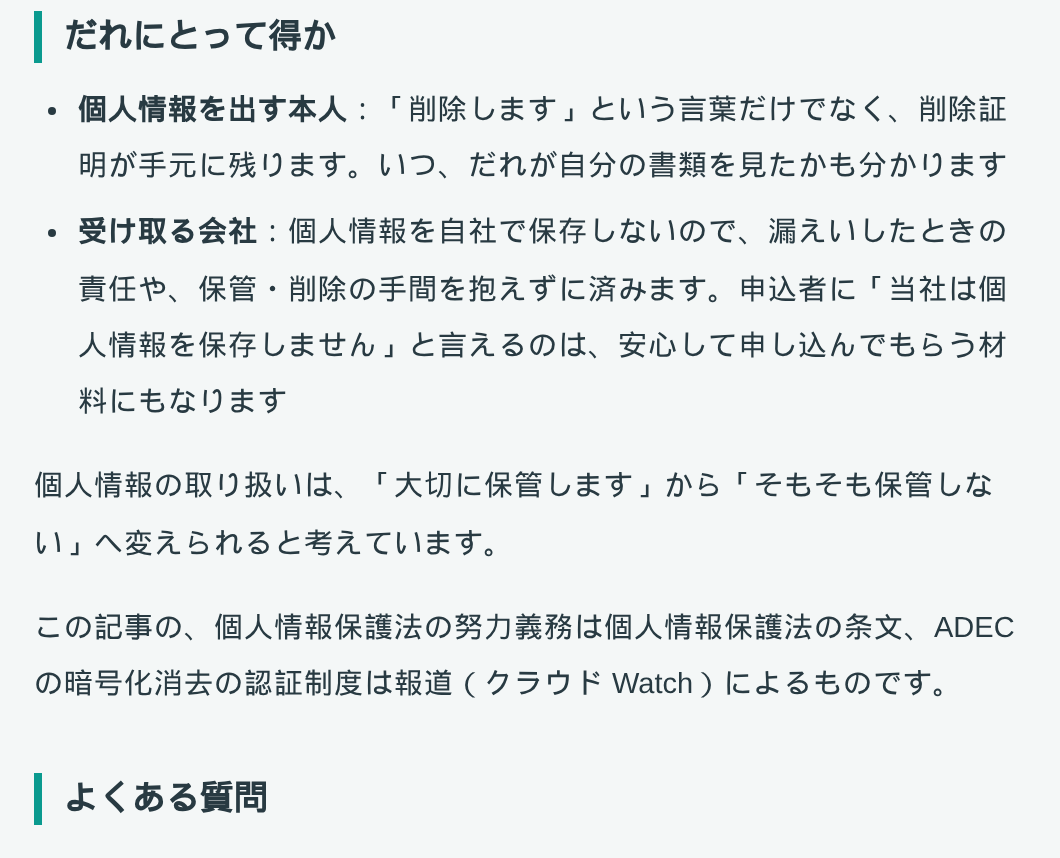 だれにとって得か
• 個人情報を出す本人：「削除します」という言葉だけでなく、削除証
明が手元に残ります。いつ、だれが自分の書類を見たかも分かります
• 受け取る会社：個人情報を自社で保存しないので、漏えいしたときの
責任や、保管・削除の手間を抱えずに済みます。申込者に「当社は個
人情報を保存しません」と言えるのは、安心して申し込んでもらう材
料にもなります
個人情報の取り扱いは、「大切に保管します」から「そもそも保管しな
い」へ変えられると考えています。
この記事の、個人情報保護法の努力義務は個人情報保護法の条文、ADEC
の暗号化消去の認証制度は報道（クラウド Watch）によるものです。
よくある質問